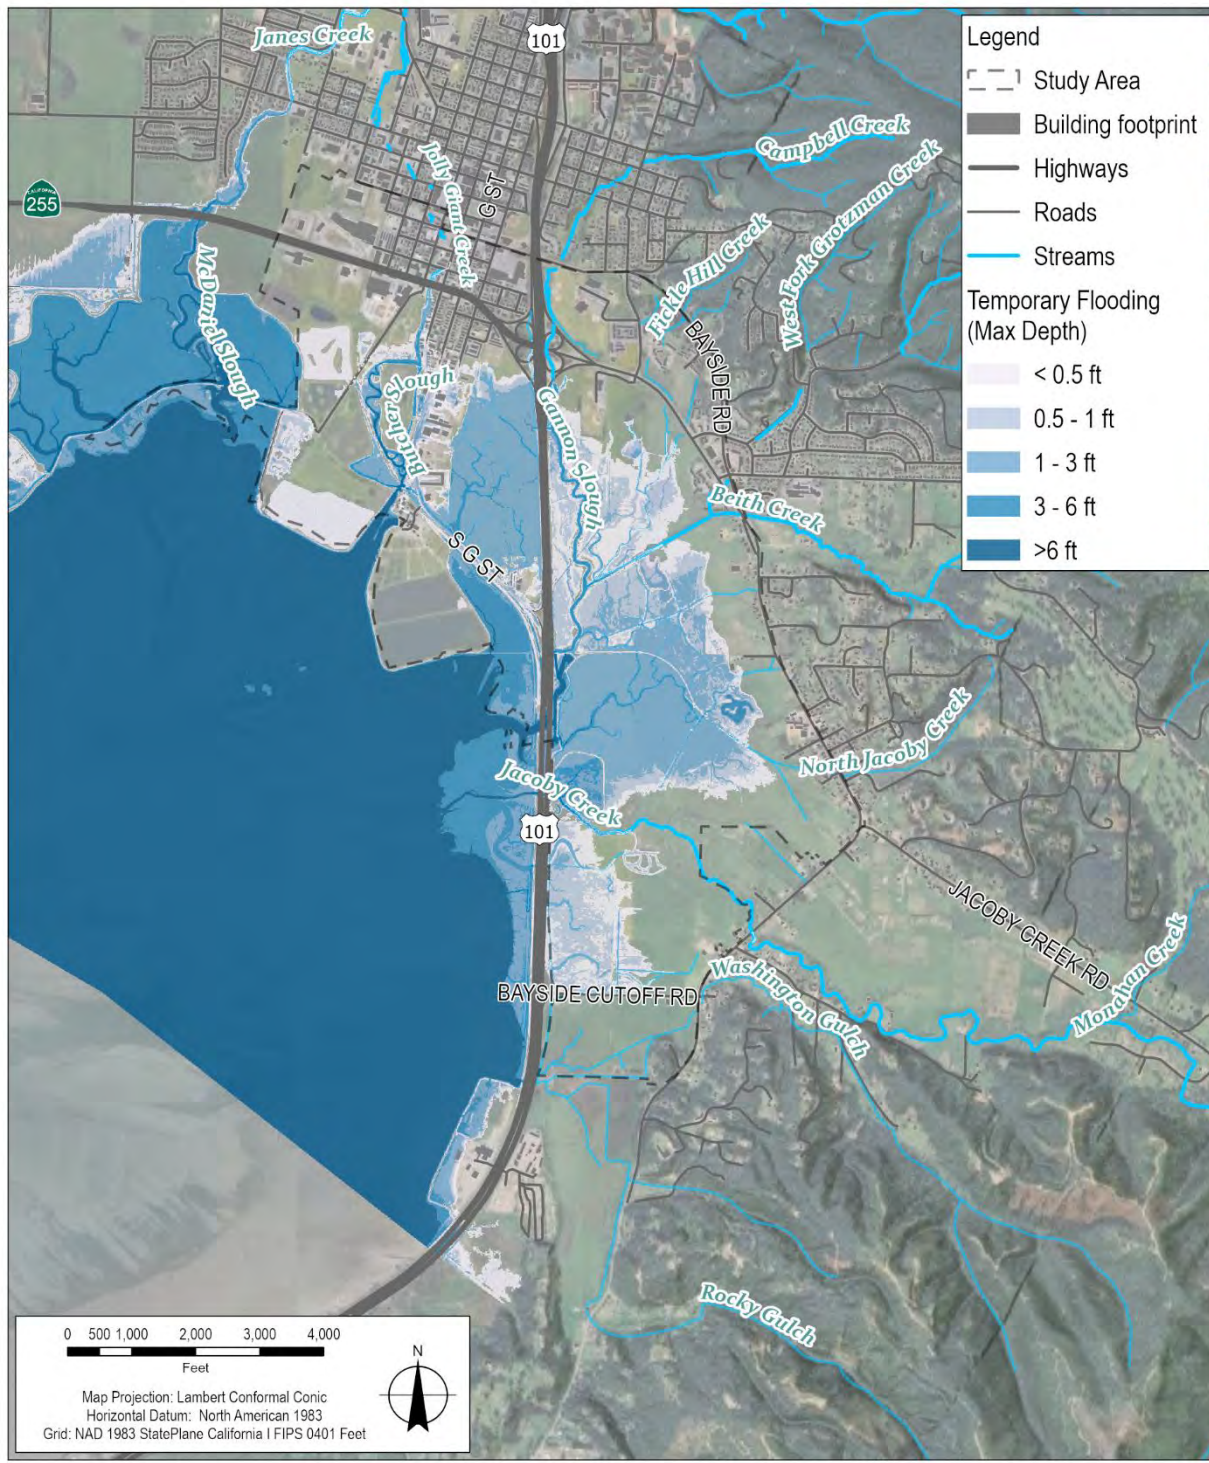 Janes Creek
101
Campbell Creek
West Fork Grotzman Creek
Jolly Giant Creek
G ST
Fickle Hill Creek
CALIFORNIA
255
McDaniel Slough
BAYSIDE RD
Butchers Slough
Gannon Slough
Beith Creek
S G ST
North Jacoby Creek
Jacoby Creek
101
JACOBY CREEK RD
Monahan Creek
Washington Gulch
BAYSIDE CUTOFF RD
Rocky Gulch
Legend
Study Area
Building footprint
Highways
Roads
Streams
Temporary Flooding
(Max Depth)
< 0.5 ft
0.5 - 1 ft
1 - 3 ft
3 - 6 ft
>6 ft
0 500 1,000 2,000 3,000 4,000
Feet
N
Map Projection: Lambert Conformal Conic
Horizontal Datum: North American 1983
Grid: NAD 1983 StatePlane California I FIPS 0401 Feet